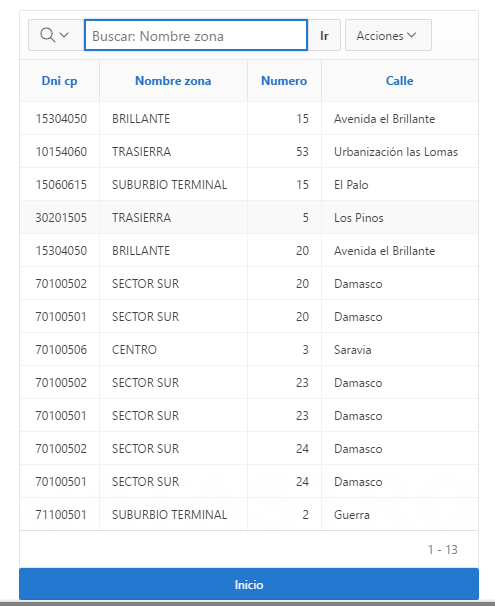 Buscar: Nombre zona Ir Acciones
Dni cp Nombre zona Numero Calle
15304050 BRILLANTE 15 Avenida el Brillante
10154060 TRASIERRA 53 Urbanización las Lomas
15060615 SUBURBIO TERMINAL 15 El Palo
30201505 TRASIERRA 5 Los Pinos
15304050 BRILLANTE 20 Avenida el Brillante
70100502 SECTOR SUR 20 Damasco
70100501 SECTOR SUR 20 Damasco
70100506 CENTRO 3 Saravia
70100502 SECTOR SUR 23 Damasco
70100501 SECTOR SUR 23 Damasco
70100502 SECTOR SUR 24 Damasco
70100501 SECTOR SUR 24 Damasco
71100501 SUBURBIO TERMINAL 2 Guerra
1 - 13
Inicio